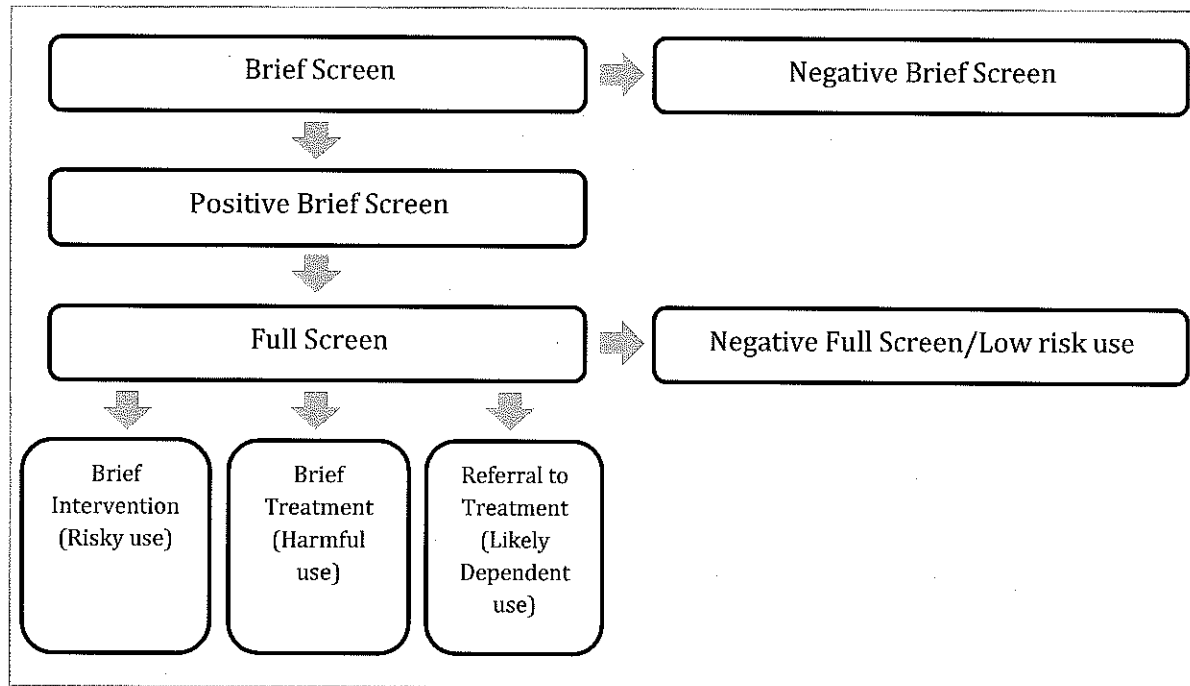 Brief Screen
Negative Brief Screen
Positive Brief Screen
Full Screen
Negative Full Screen/Low risk use
Brief
Intervention
(Risky use)
Brief
Treatment
(Harmful
use)
Referral to
Treatment
(Likely
Dependent
use)